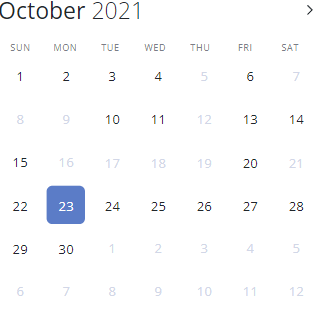 October 2021
SUN MON TUE WED THU FRI SAT
1 2 3 4 5 6 7
8 9 10 11 12 13 14
15 16 17 18 19 20 21
22 23 24 25 26 27 28
29 30 1 2 3 4 5
6 7 8 9 10 11 12